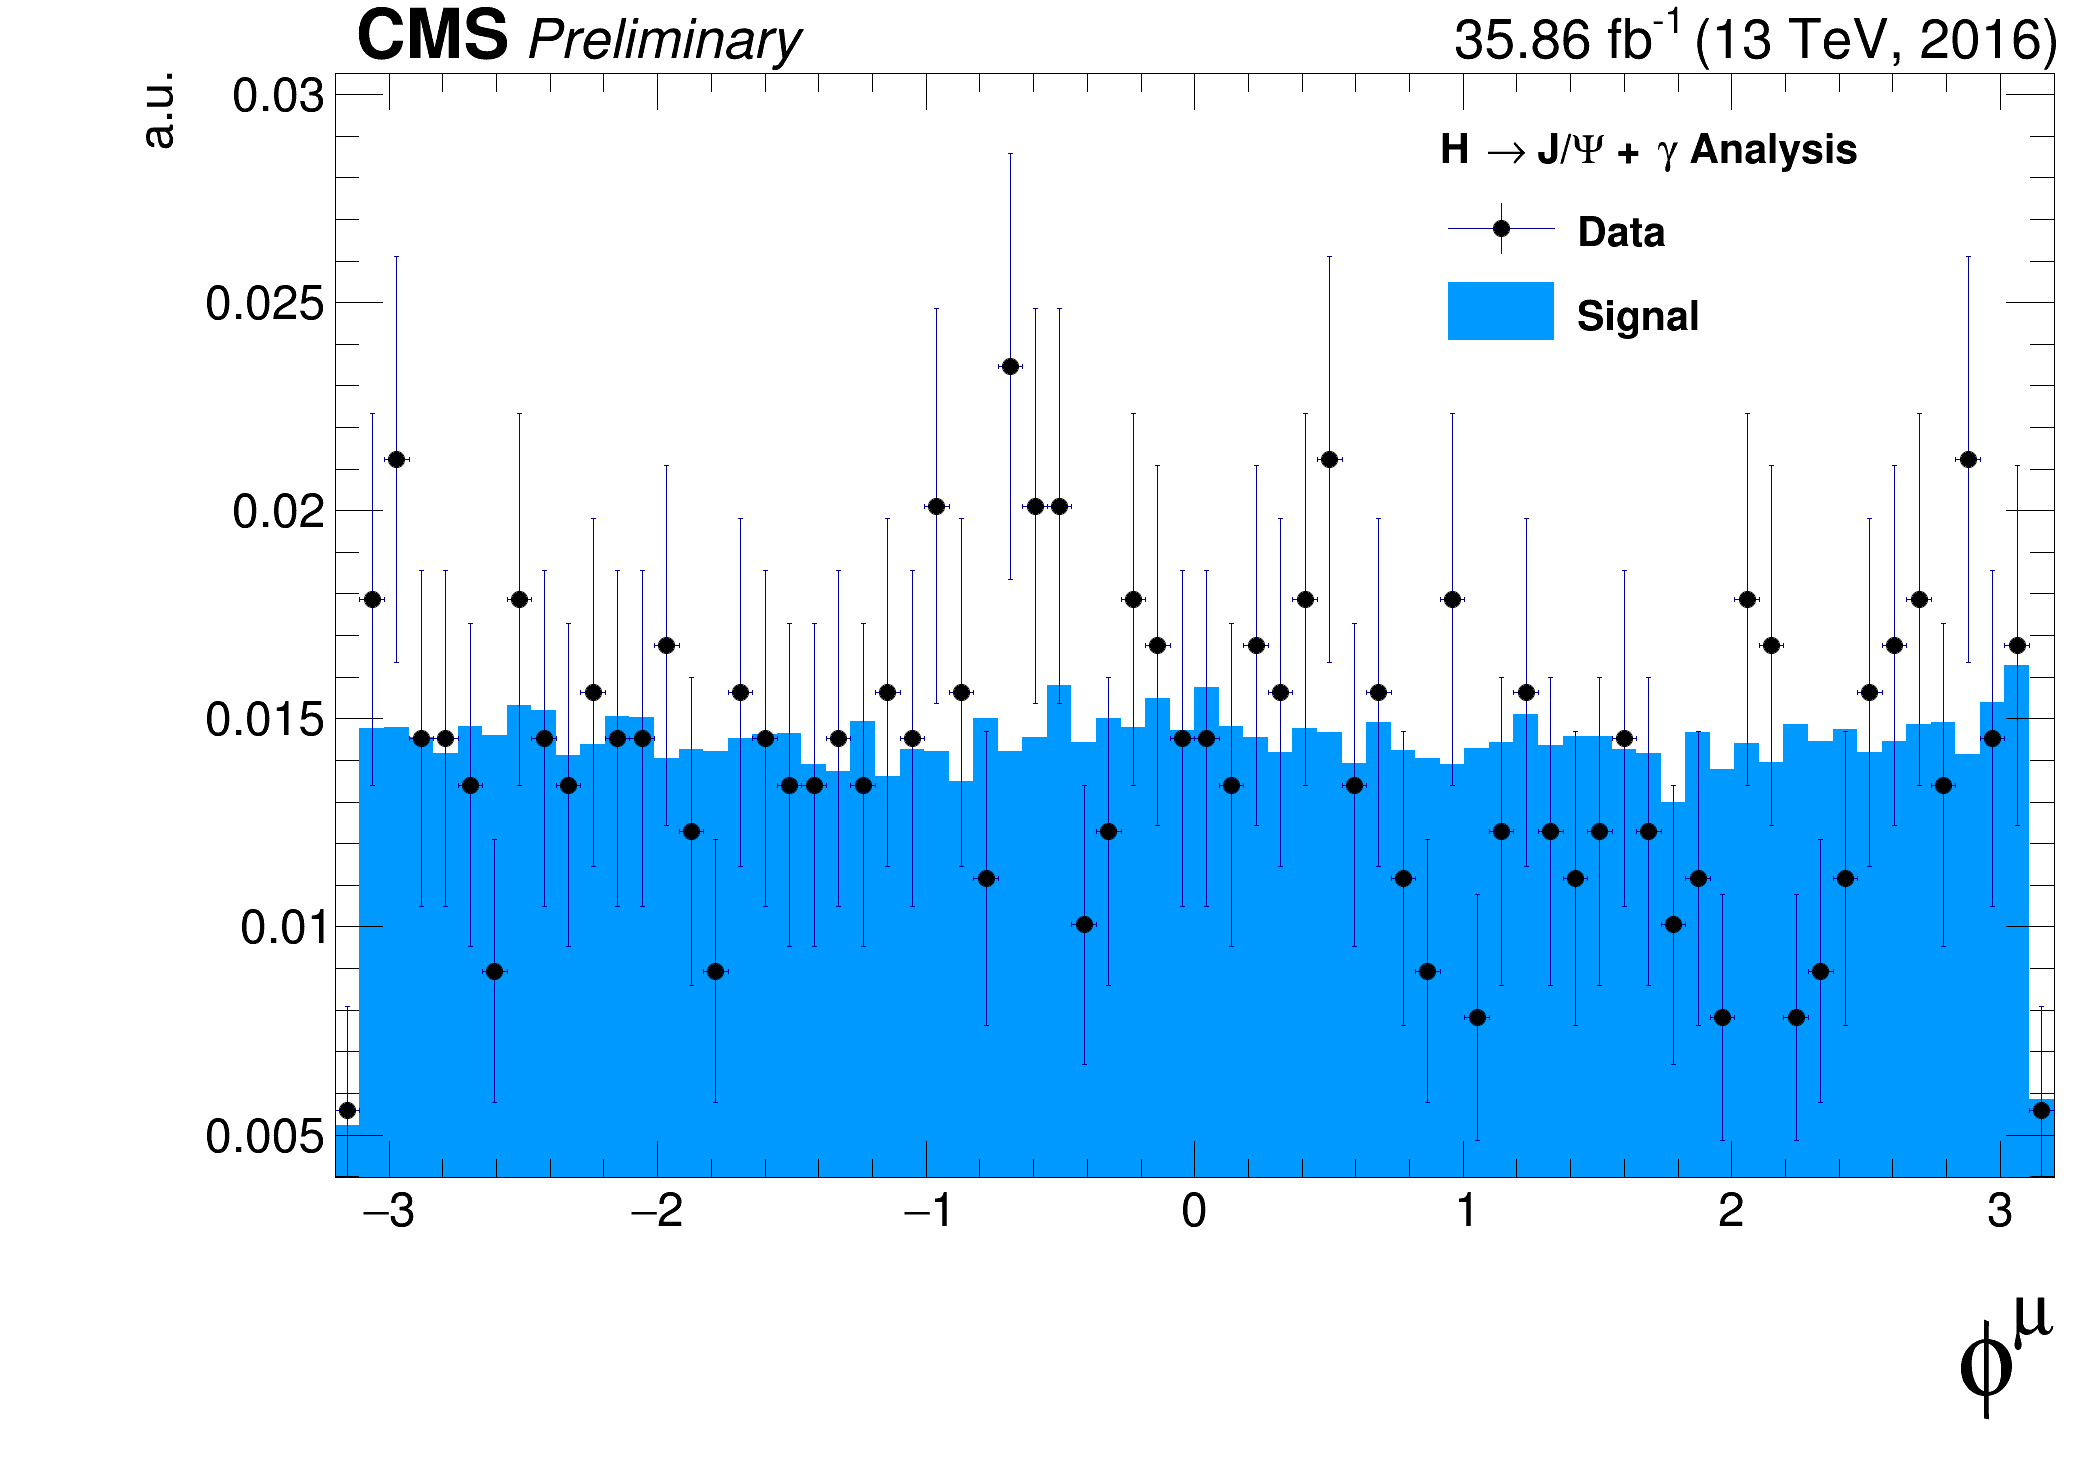 CMS Preliminary 35.86 fb⁻¹ (13 TeV, 2016)
a.u.
H → J/Ψ + γ Analysis
Data
Signal
0.03
0.025
0.02
0.015
0.01
0.005
−3 −2 −1 0 1 2 3
ϕ^μ